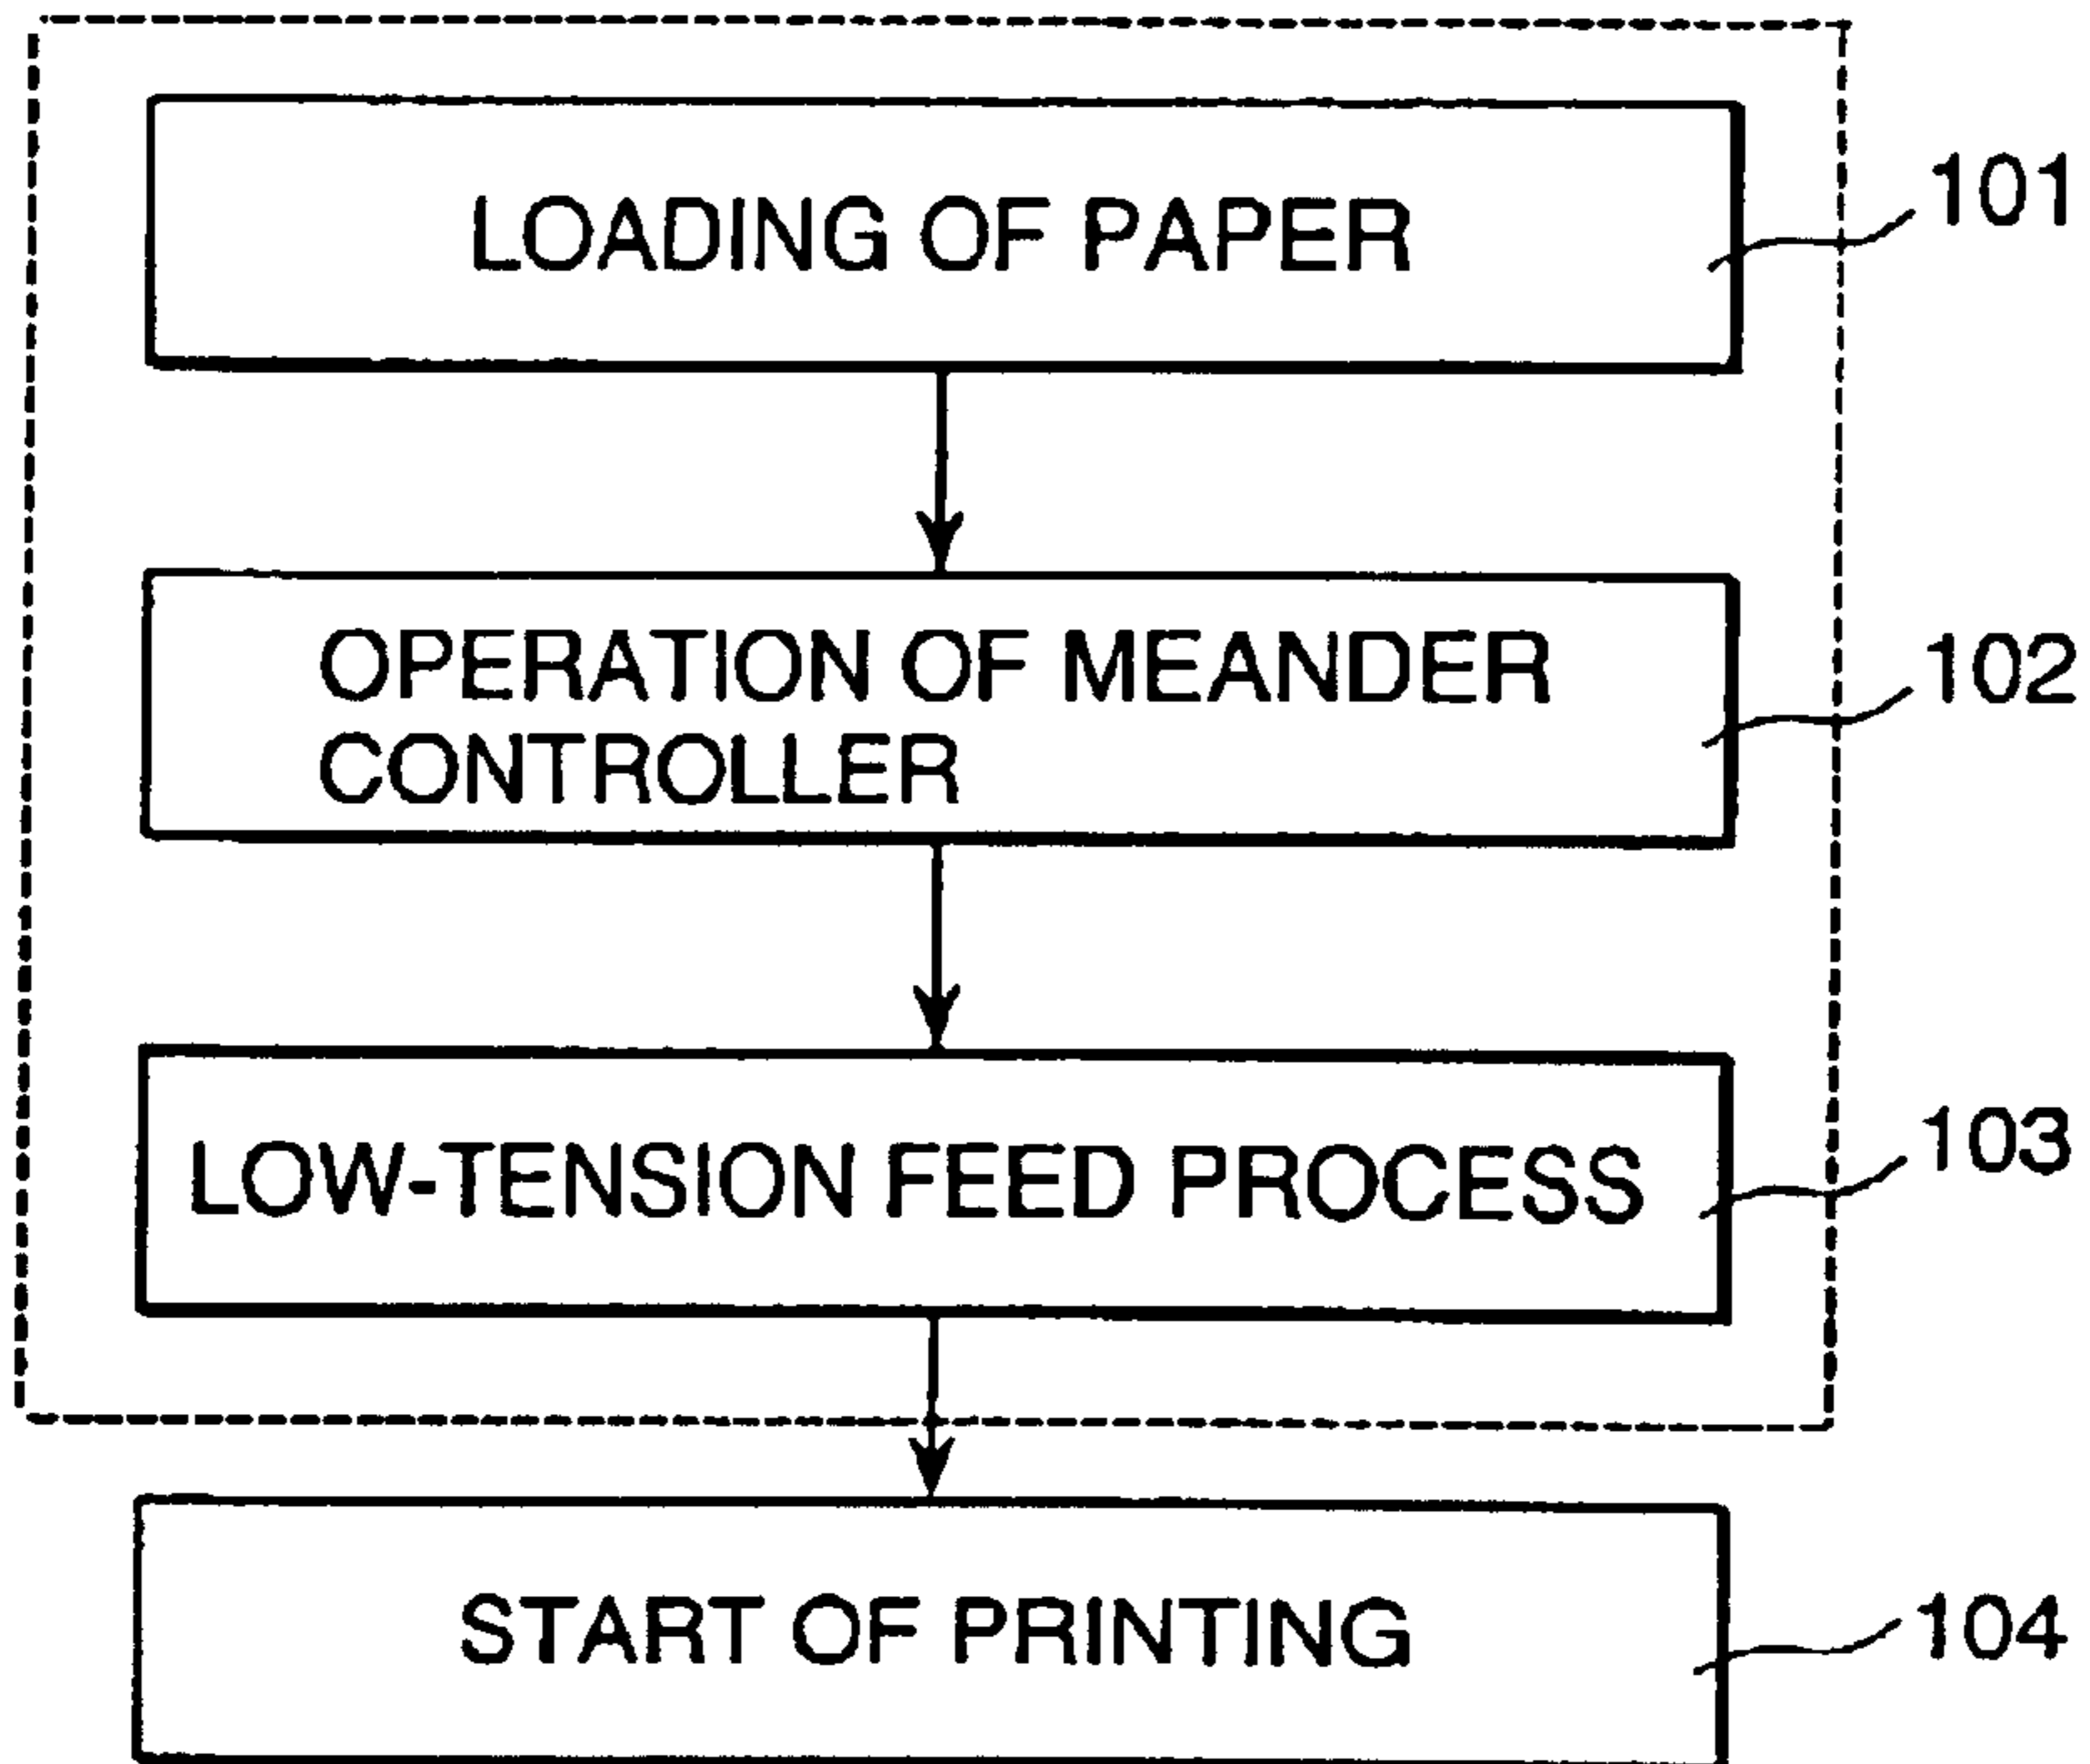 LOADING OF PAPER
101
OPERATION OF MEANDER
CONTROLLER
102
LOW-TENSION FEED PROCESS
103
START OF PRINTING
104